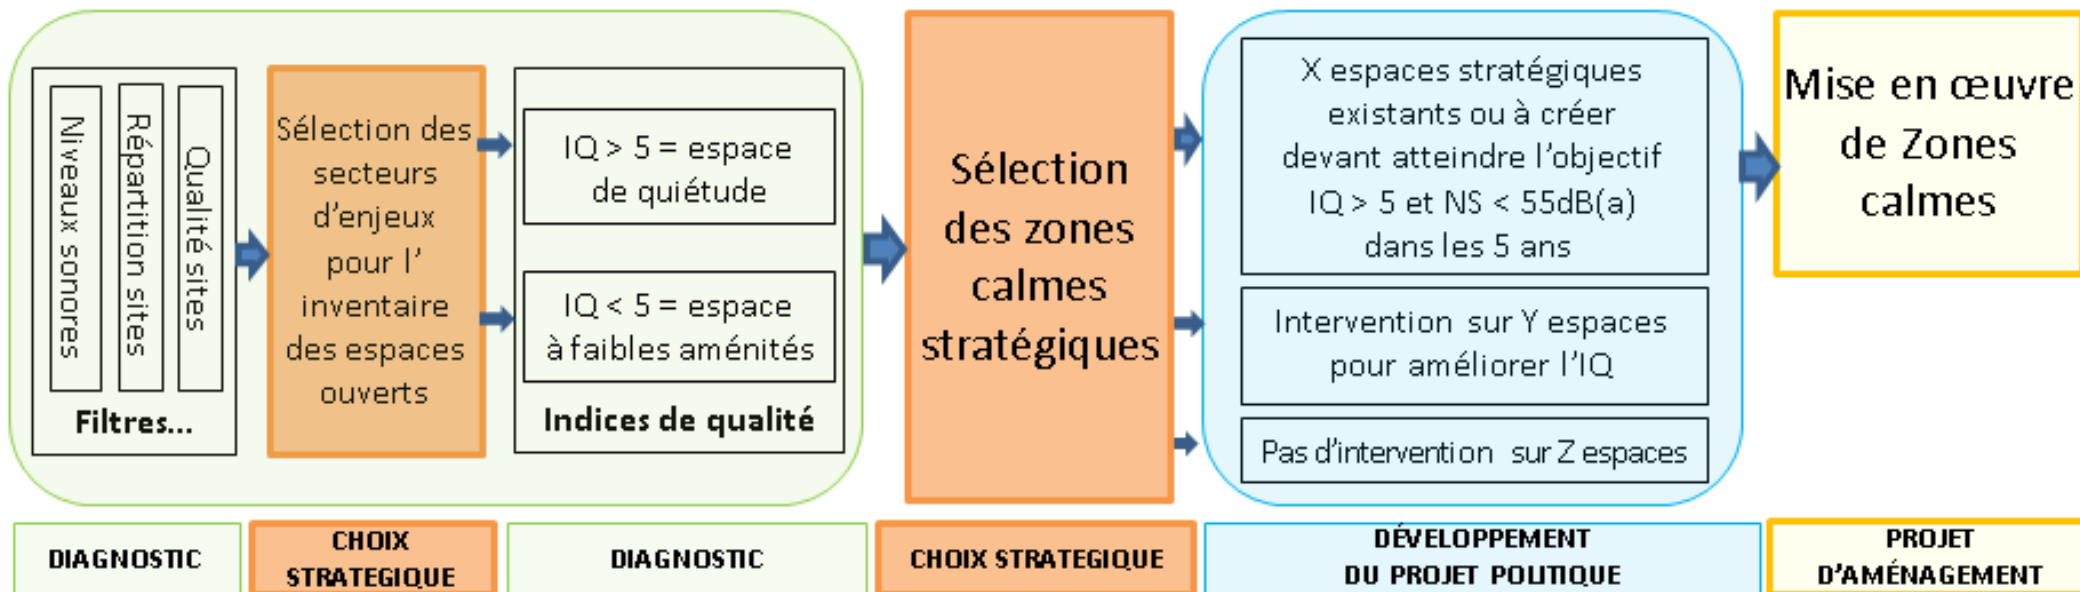 Niveaux sonores
Répartition sites
Qualité sites
Filtres...
Sélection des
secteurs
d'enjeux
pour l'
inventaire
des espaces
ouverts
IQ > 5 = espace
de quiétude
IQ < 5 = espace
à faibles aménités
Indices de qualité
Sélection
des zones
calmes
stratégiques
X espaces stratégiques
existants ou à créer
devant atteindre l'objectif
IQ > 5 et NS < 55dB(a)
dans les 5 ans
Intervention sur Y espaces
pour améliorer l'IQ
Pas d'intervention sur Z espaces
Mise en œuvre
de Zones
calmes
DIAGNOSTIC
CHOIX
STRATEGIQUE
DIAGNOSTIC
CHOIX STRATEGIQUE
DÉVELOPPEMENT
DU PROJET POLITIQUE
PROJET
D'AMÉNAGEMENT